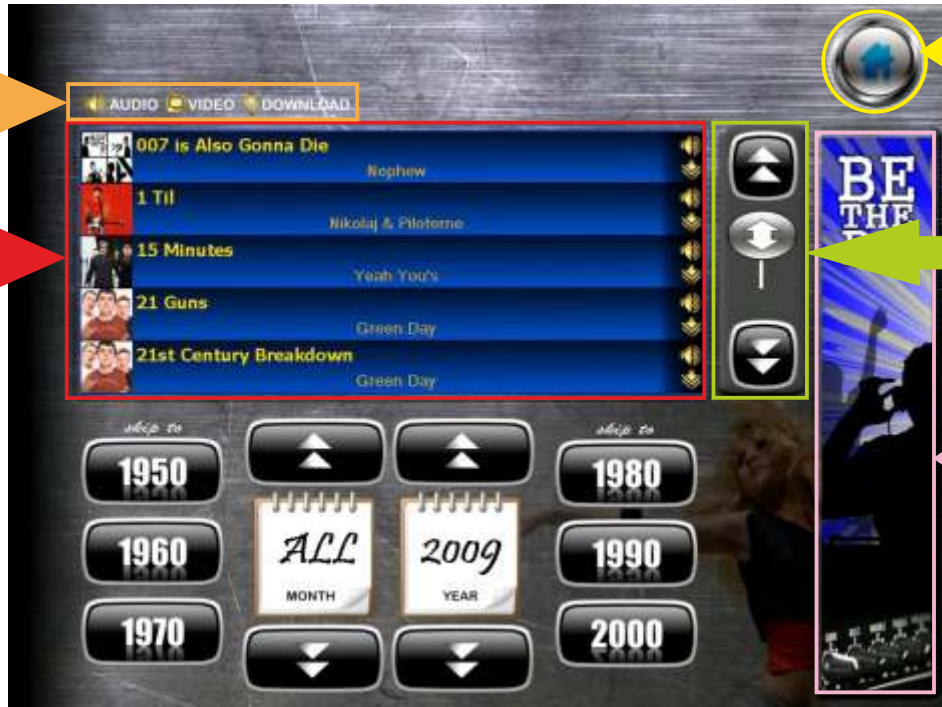 AUDIO VIDEO DOWNLOAD
007 is Also Gonna Die
Nephew
1 Til
Nikolaj & Piloterne
15 Minutes
Yeah You's
21 Guns
Green Day
21st Century Breakdown
Green Day
BE
THE
skip to
skip to
1950
1980
1960
ALL
2009
1990
MONTH
YEAR
1970
2000